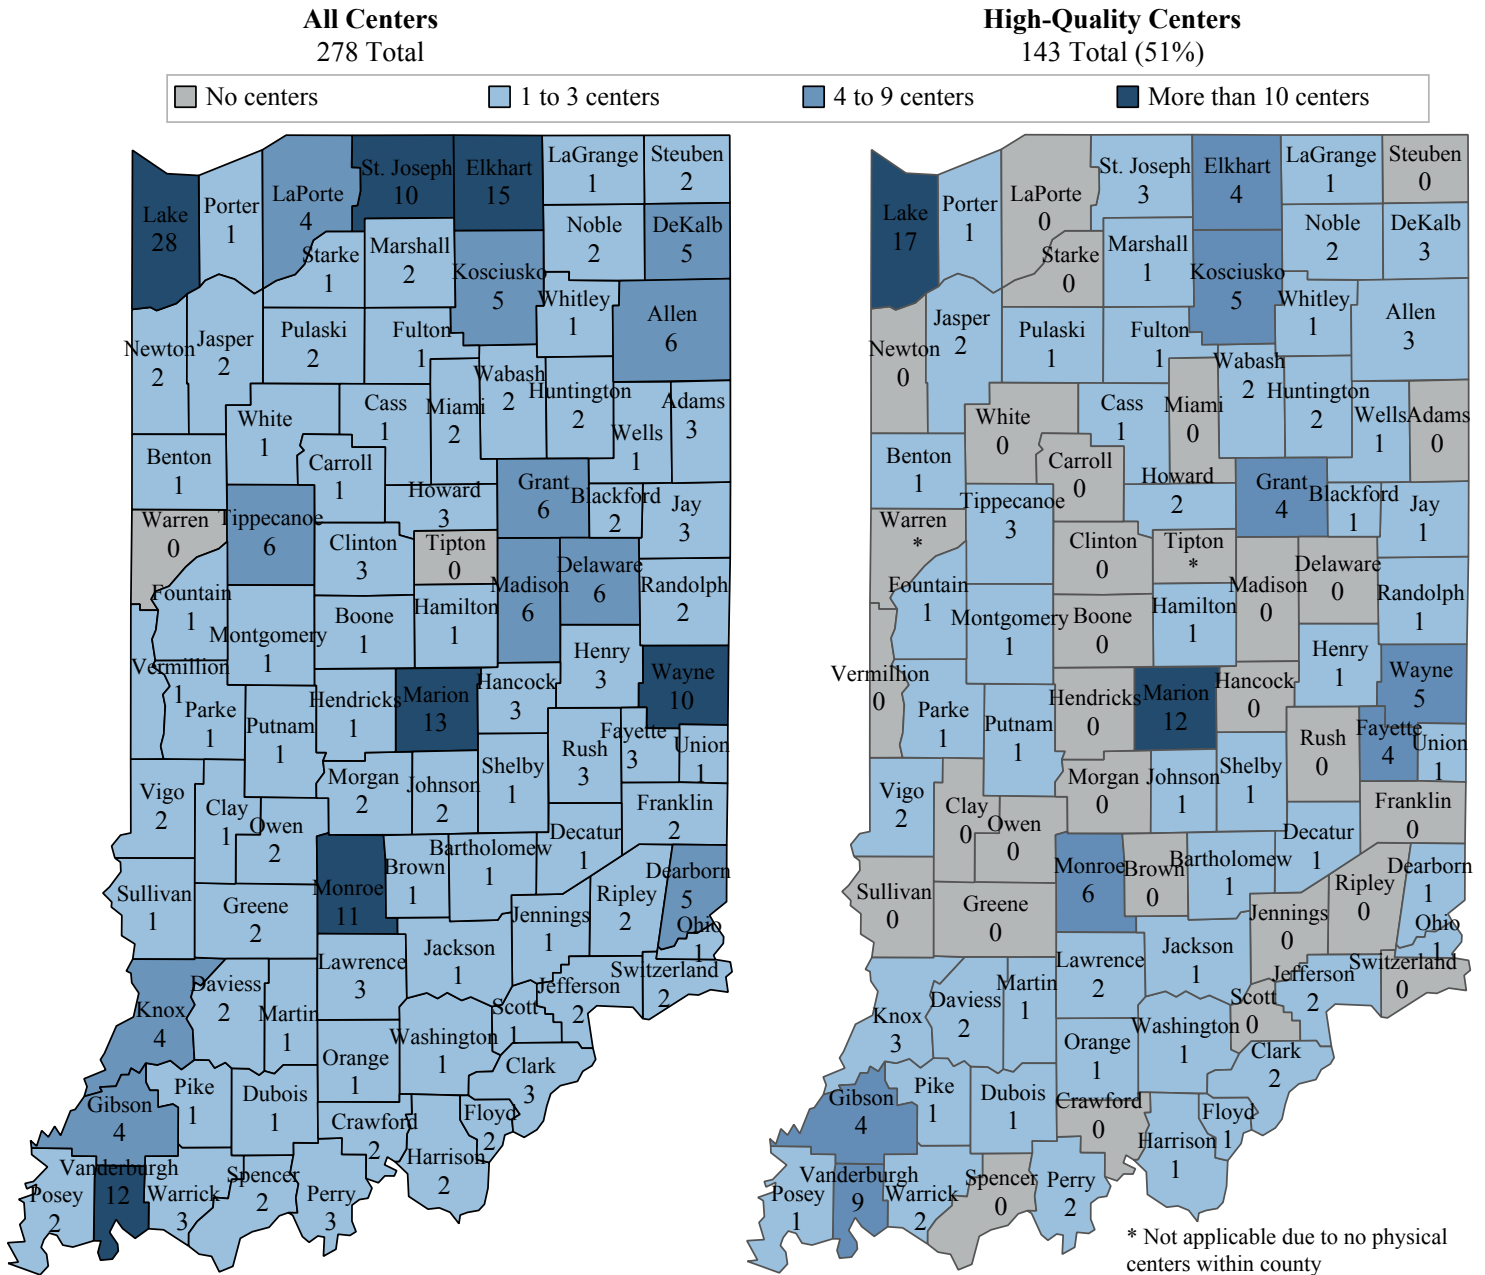 All Centers
278 Total
High-Quality Centers
143 Total (51%)
No centers
1 to 3 centers
4 to 9 centers
More than 10 centers
Lake
28
Porter
1
LaPorte
4
St. Joseph
10
Elkhart
15
LaGrange
1
Steuben
2
Starke
1
Marshall
2
Kosciusko
5
Noble
2
DeKalb
5
Whitley
1
Allen
6
Newton
2
Jasper
2
Pulaski
2
Fulton
1
Wabash
2
Huntington
2
White
1
Cass
1
Miami
2
Wells
1
Adams
3
Benton
1
Carroll
1
Howard
3
Grant
6
Blackford
2
Jay
3
Warren
0
Tippecanoe
6
Clinton
3
Tipton
0
Madison
6
Delaware
6
Randolph
2
Fountain
1
Montgomery
1
Boone
1
Hamilton
1
Henry
3
Wayne
10
Vermillion
1
Parke
1
Putnam
1
Hendricks
1
Marion
13
Hancock
3
Rush
3
Fayette
3
Union
1
Vigo
2
Clay
1
Owen
2
Morgan
2
Johnson
2
Shelby
1
Decatur
1
Franklin
2
Sullivan
1
Greene
2
Monroe
11
Brown
1
Bartholomew
1
Jennings
1
Ripley
2
Dearborn
5
Ohio
1
Knox
4
Daviess
2
Martin
1
Lawrence
3
Jackson
1
Scott
1
Jefferson
2
Switzerland
2
Orange
1
Washington
1
Clark
3
Gibson
4
Pike
1
Dubois
1
Crawford
2
Harrison
2
Floyd
2
Posey
2
Vanderburgh
12
Warrick
3
Spencer
2
Perry
3
Lake
17
Porter
1
LaPorte
0
St. Joseph
3
Elkhart
4
LaGrange
1
Steuben
0
Starke
0
Marshall
1
Kosciusko
5
Noble
2
DeKalb
3
Whitley
1
Allen
3
Newton
0
Jasper
2
Pulaski
1
Fulton
1
Wabash
2
Huntington
2
White
0
Cass
1
Miami
0
Wells
1
Adams
0
Benton
1
Carroll
0
Howard
2
Grant
4
Blackford
1
Jay
1
Warren
*
Tippecanoe
3
Clinton
0
Tipton
*
Madison
0
Delaware
0
Randolph
1
Fountain
1
Montgomery
1
Boone
0
Hamilton
1
Henry
1
Wayne
5
Vermillion
0
Parke
1
Putnam
1
Hendricks
0
Marion
12
Hancock
0
Rush
0
Fayette
4
Union
1
Vigo
2
Clay
0
Owen
0
Morgan
0
Johnson
1
Shelby
1
Decatur
1
Franklin
0
Sullivan
0
Greene
0
Monroe
6
Brown
0
Bartholomew
1
Jennings
0
Ripley
0
Dearborn
1
Ohio
1
Knox
3
Daviess
2
Martin
1
Lawrence
2
Jackson
1
Scott
0
Jefferson
2
Switzerland
0
Orange
1
Washington
1
Clark
2
Gibson
4
Pike
1
Dubois
1
Crawford
0
Harrison
1
Floyd
1
Posey
1
Vanderburgh
9
Warrick
2
Spencer
0
Perry
2
* Not applicable due to no physical
centers within county